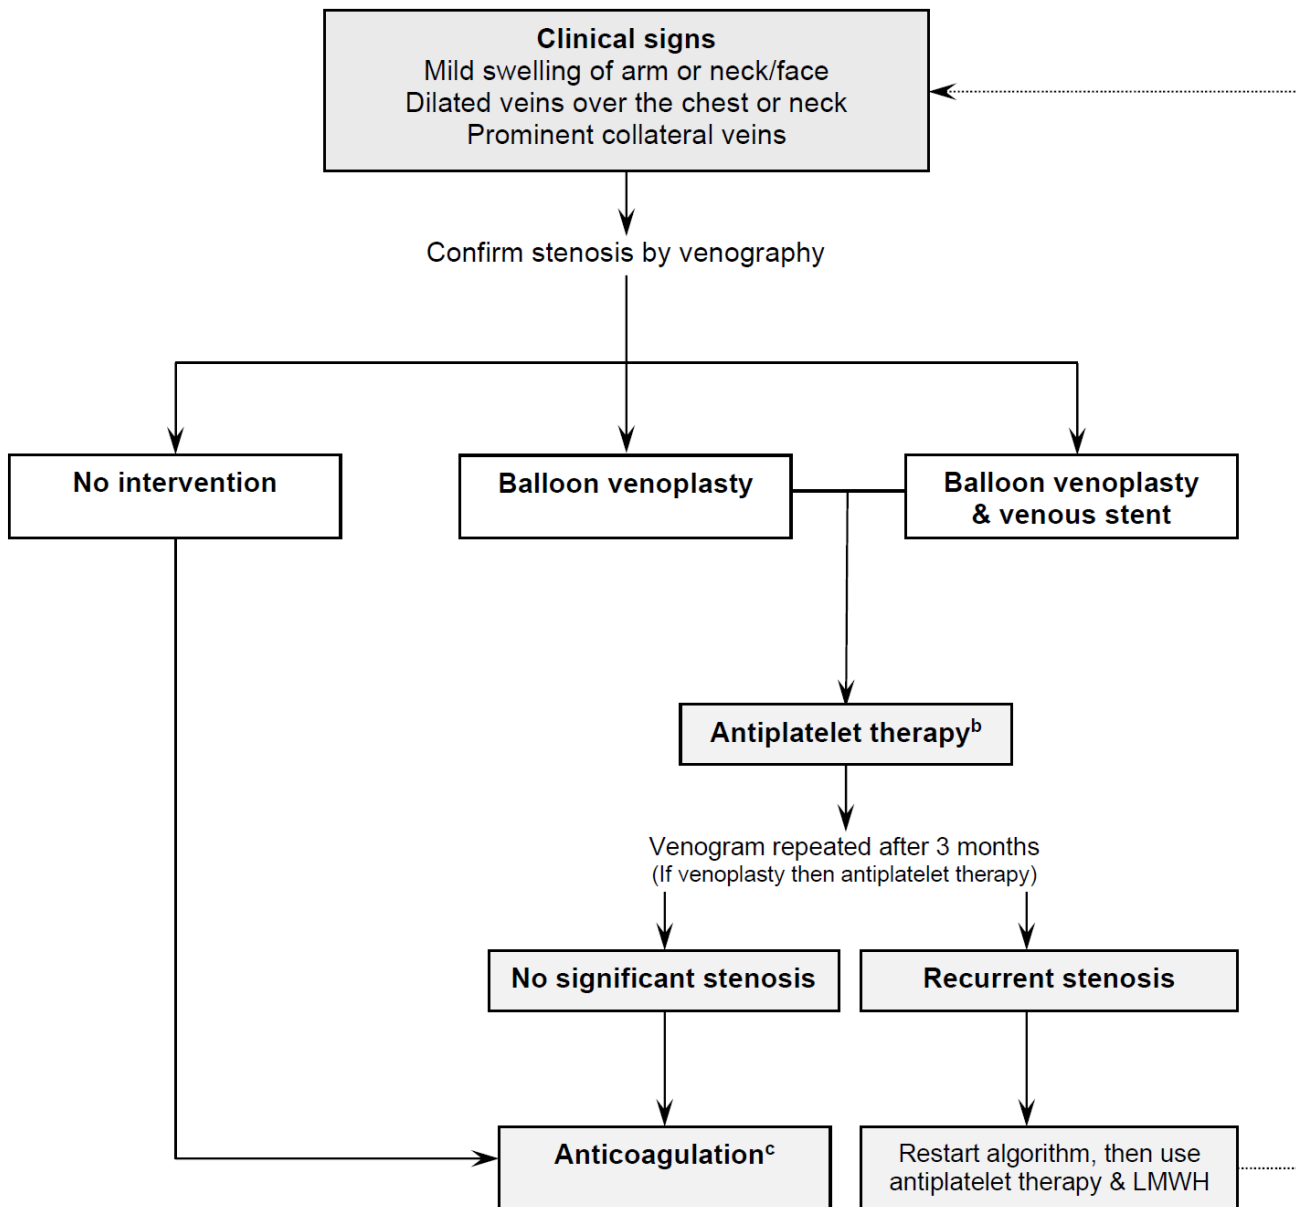 Clinical signs
Mild swelling of arm or neck/face
Dilated veins over the chest or neck
Prominent collateral veins
Confirm stenosis by venography
No intervention
Balloon venoplasty
Balloon venoplasty
& venous stent
Antiplatelet therapyᵇ
Venogram repeated after 3 months
(If venoplasty then antiplatelet therapy)
No significant stenosis
Recurrent stenosis
Anticoagulationᶜ
Restart algorithm, then use
antiplatelet therapy & LMWH